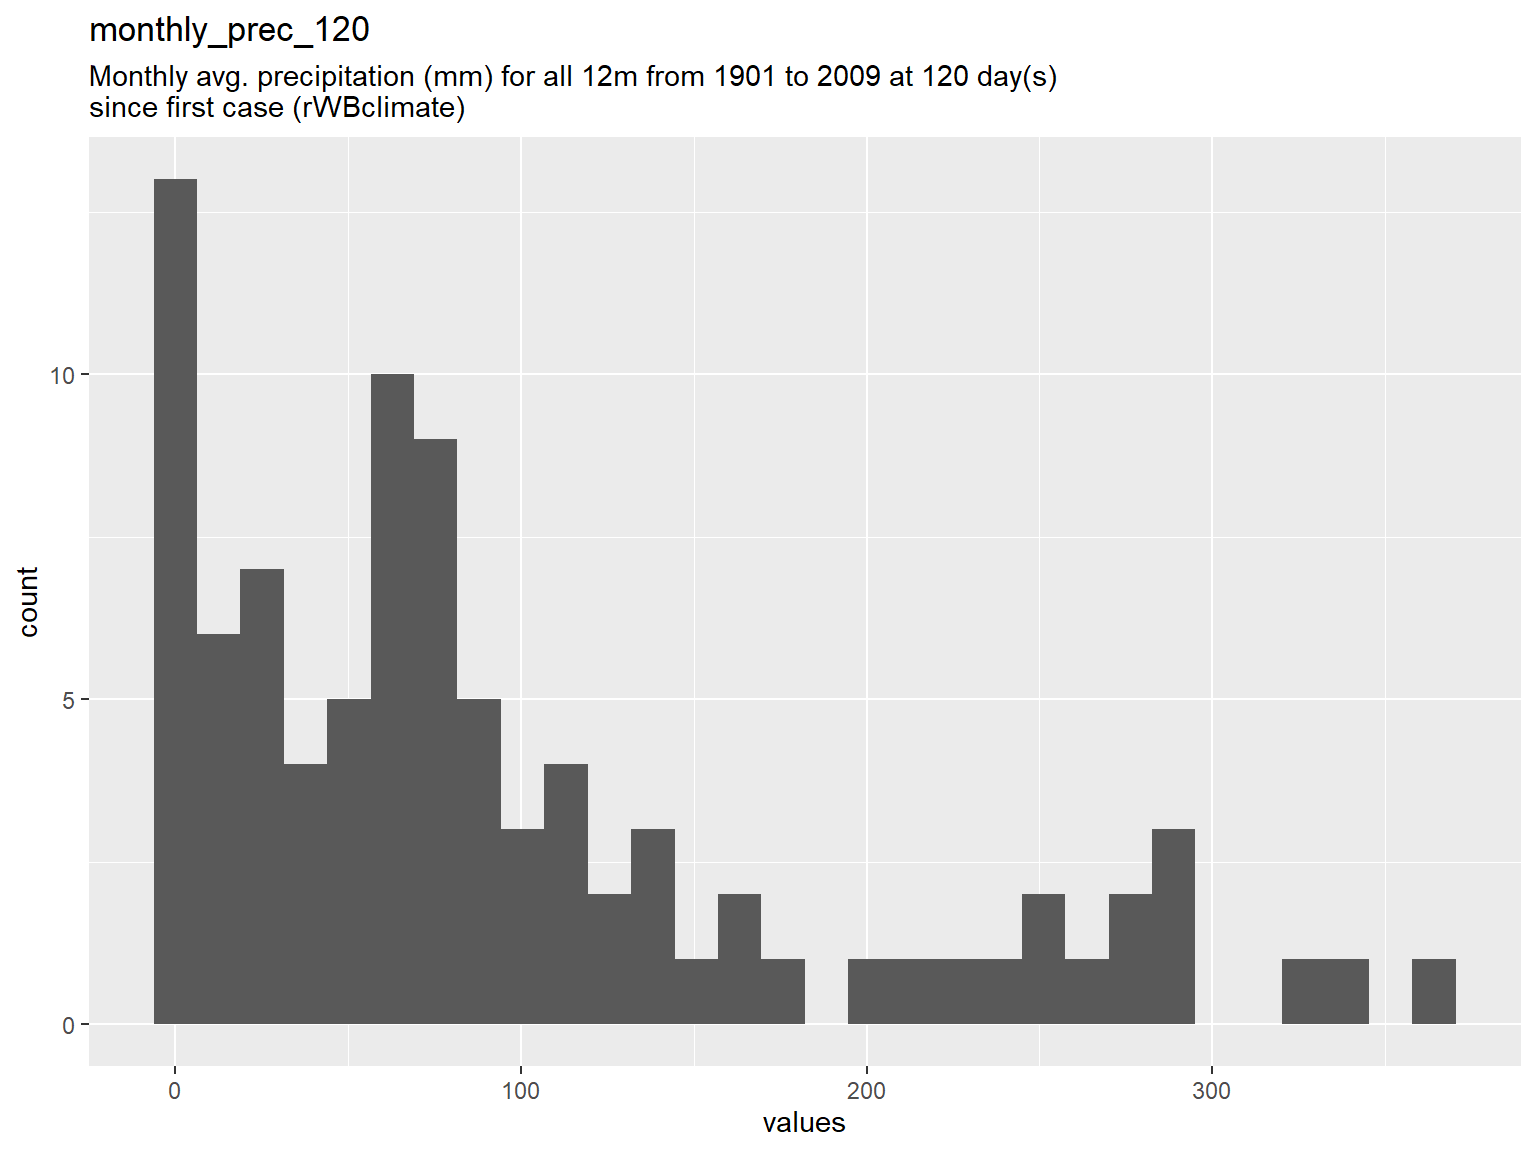 monthly_prec_120
Monthly avg. precipitation (mm) for all 12m from 1901 to 2009 at 120 day(s)
since first case (rWBclimate)
count
10
5
0
0
100
200
300
values